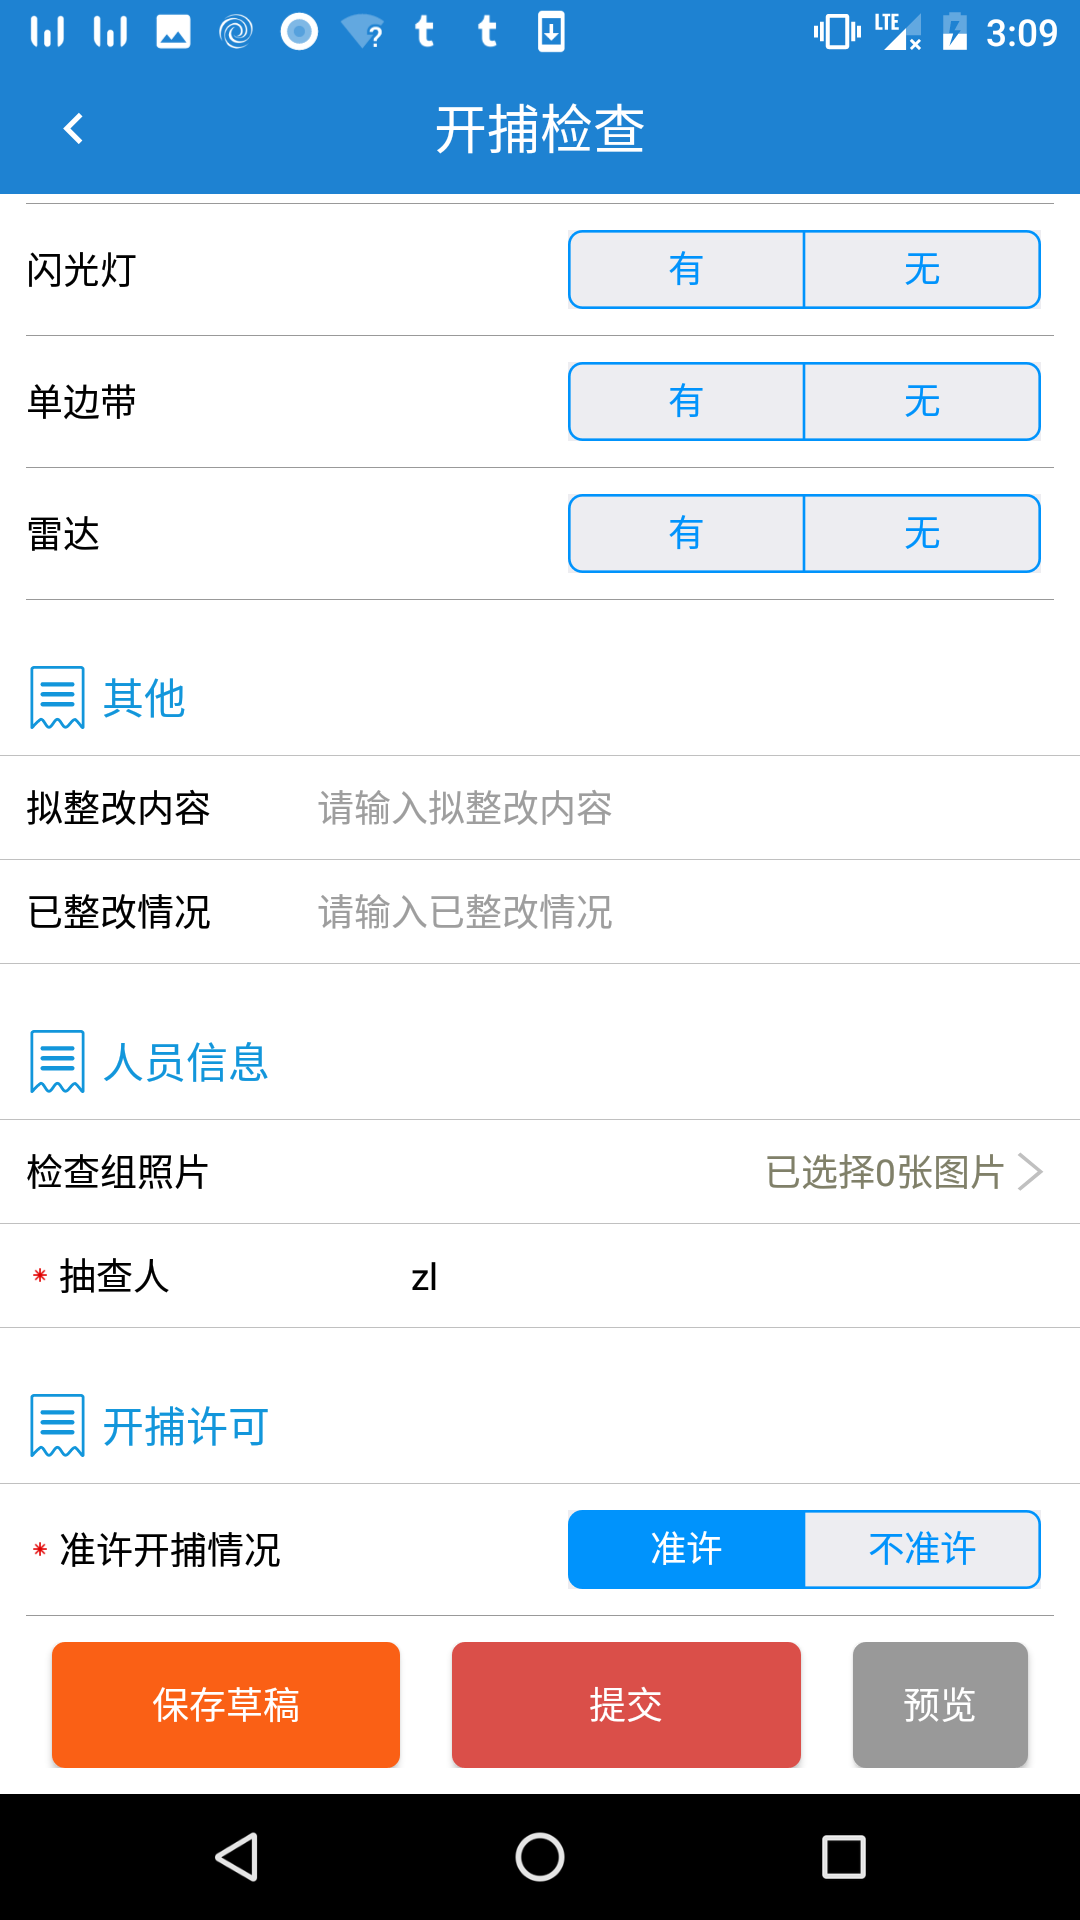 LTE 3:09
开捕检查
闪光灯 有 无
单边带 有 无
雷达 有 无
其他
拟整改内容 请输入拟整改内容
已整改情况 请输入已整改情况
人员信息
检查组照片 已选择0张图片
* 抽查人 zl
开捕许可
* 准许开捕情况 准许 不准许
保存草稿 提交 预览